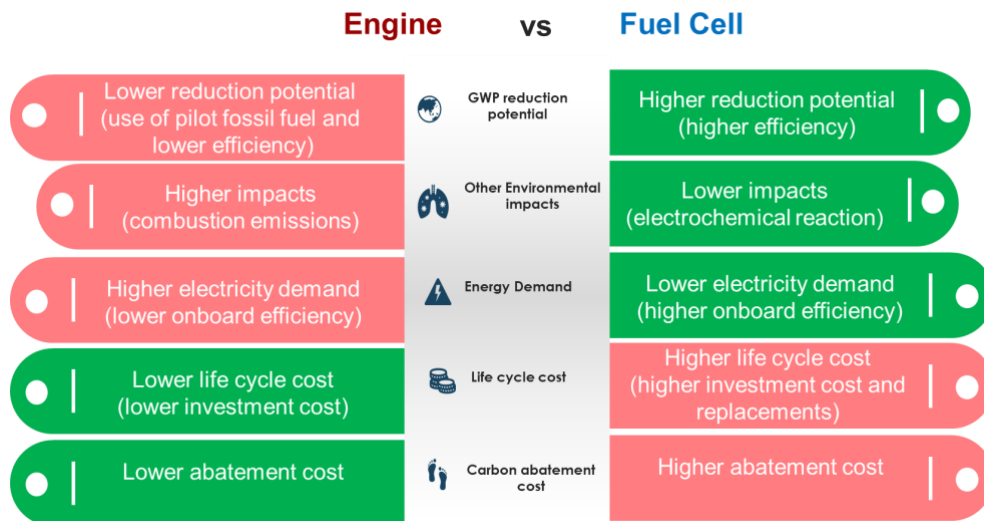 Engine vs Fuel Cell
Lower reduction potential
(use of pilot fossil fuel and
lower efficiency)
GWP reduction
potential
Higher reduction potential
(higher efficiency)
Higher impacts
(combustion emissions)
Other Environmental
impacts
Lower impacts
(electrochemical reaction)
Higher electricity demand
(lower onboard efficiency)
Energy Demand
Lower electricity demand
(higher onboard efficiency)
Lower life cycle cost
(lower investment cost)
Life cycle cost
Higher life cycle cost
(higher investment cost and
replacements)
Lower abatement cost
Carbon abatement
cost
Higher abatement cost